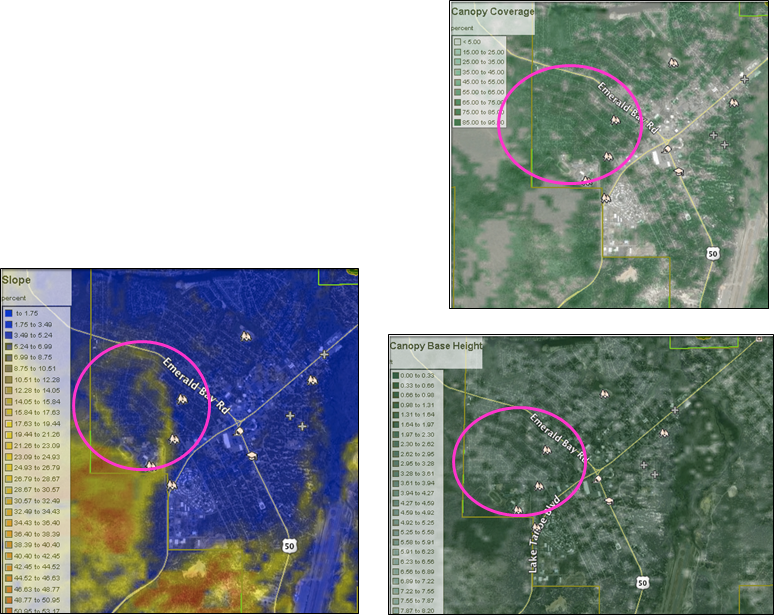 Canopy Coverage
percent
< 5.00
15.00 to 25.00
25.00 to 35.00
35.00 to 45.00
45.00 to 55.00
55.00 to 65.00
65.00 to 75.00
75.00 to 85.00
85.00 to 95.00
Emerald Bay Rd
50
Slope
percent
to 1.75
1.75 to 3.49
3.49 to 5.24
5.24 to 6.99
6.99 to 8.75
8.75 to 10.51
10.51 to 12.28
12.28 to 14.05
14.05 to 15.84
15.84 to 17.63
17.63 to 19.44
19.44 to 21.26
21.26 to 23.09
23.09 to 24.93
24.93 to 26.79
26.79 to 28.67
28.67 to 30.57
30.57 to 32.49
32.49 to 34.43
34.43 to 36.40
36.40 to 38.39
38.39 to 40.40
40.40 to 42.45
42.45 to 44.52
44.52 to 46.63
46.63 to 48.77
48.77 to 50.95
50.95 to 53.17
Emerald Bay Rd
50
Canopy Base Height
0.00 to 0.33
0.33 to 0.66
0.66 to 0.98
0.98 to 1.31
1.31 to 1.64
1.64 to 1.97
1.97 to 2.30
2.30 to 2.62
2.62 to 2.95
2.95 to 3.28
3.28 to 3.61
3.61 to 3.94
3.94 to 4.27
4.27 to 4.59
4.59 to 4.92
4.92 to 5.25
5.25 to 5.58
5.58 to 5.91
5.91 to 6.23
6.23 to 6.56
6.56 to 6.89
6.89 to 7.22
7.22 to 7.55
7.55 to 7.87
7.87 to 8.20
Emerald Bay Rd
Lake Tahoe Blvd
50